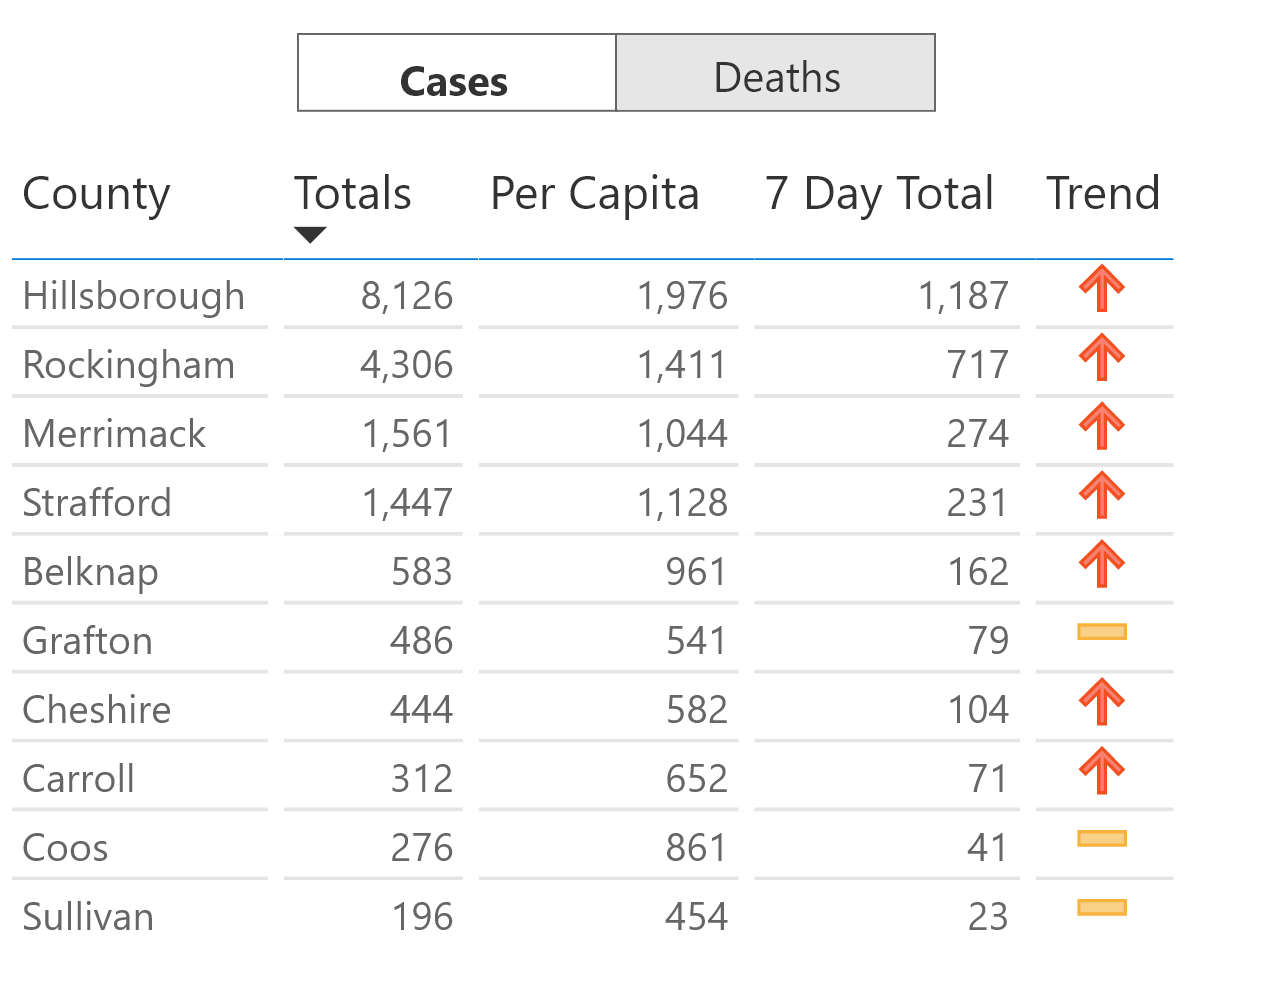 Cases Deaths
County Totals Per Capita 7 Day Total Trend
Hillsborough 8,126 1,976 1,187
Rockingham 4,306 1,411 717
Merrimack 1,561 1,044 274
Strafford 1,447 1,128 231
Belknap 583 961 162
Grafton 486 541 79
Cheshire 444 582 104
Carroll 312 652 71
Coos 276 861 41
Sullivan 196 454 23